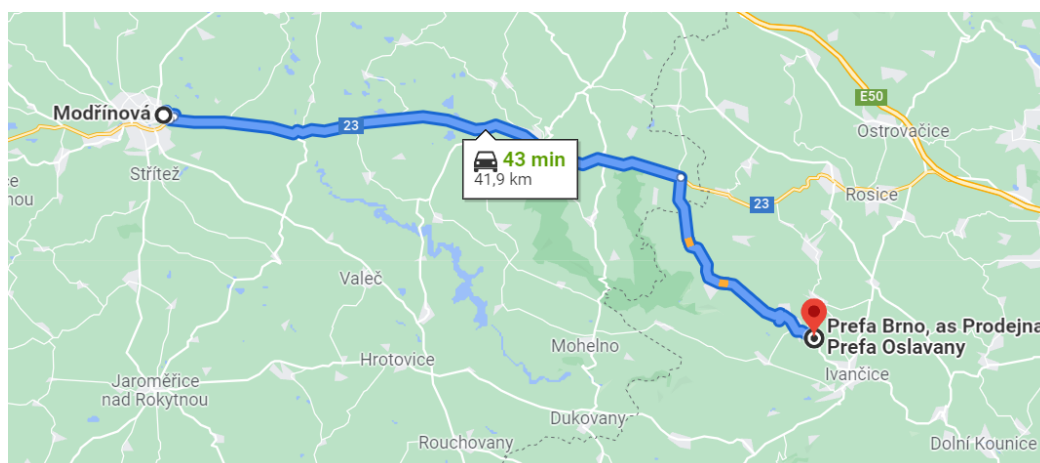 E50
Modřínová
Ostrovačice
23
43 min
41,9 km
Střítež
Rosice
23
Valeč
Prefa Brno, as Prodejna
Prefa Oslavany
Mohelno
Hrotovice
Ivančice
Jaroměřice
nad Rokytnou
Dukovany
Rouchovany
Dolní Kounice